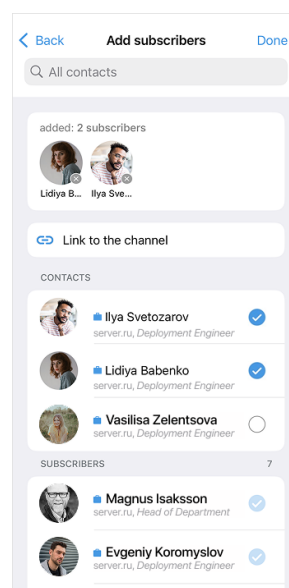 Back Add subscribers Done
All contacts
added: 2 subscribers
Lidiya B... Ilya Sve...
Link to the channel
CONTACTS
Ilya Svetozarov
server.ru, Deployment Engineer
Lidiya Babenko
server.ru, Deployment Engineer
Vasilisa Zelentsova
server.ru, Deployment Engineer
SUBSCRIBERS 7
Magnus Isaksson
server.ru, Head of Department
Evgeniy Koromyslov
server.ru, Deployment Engineer